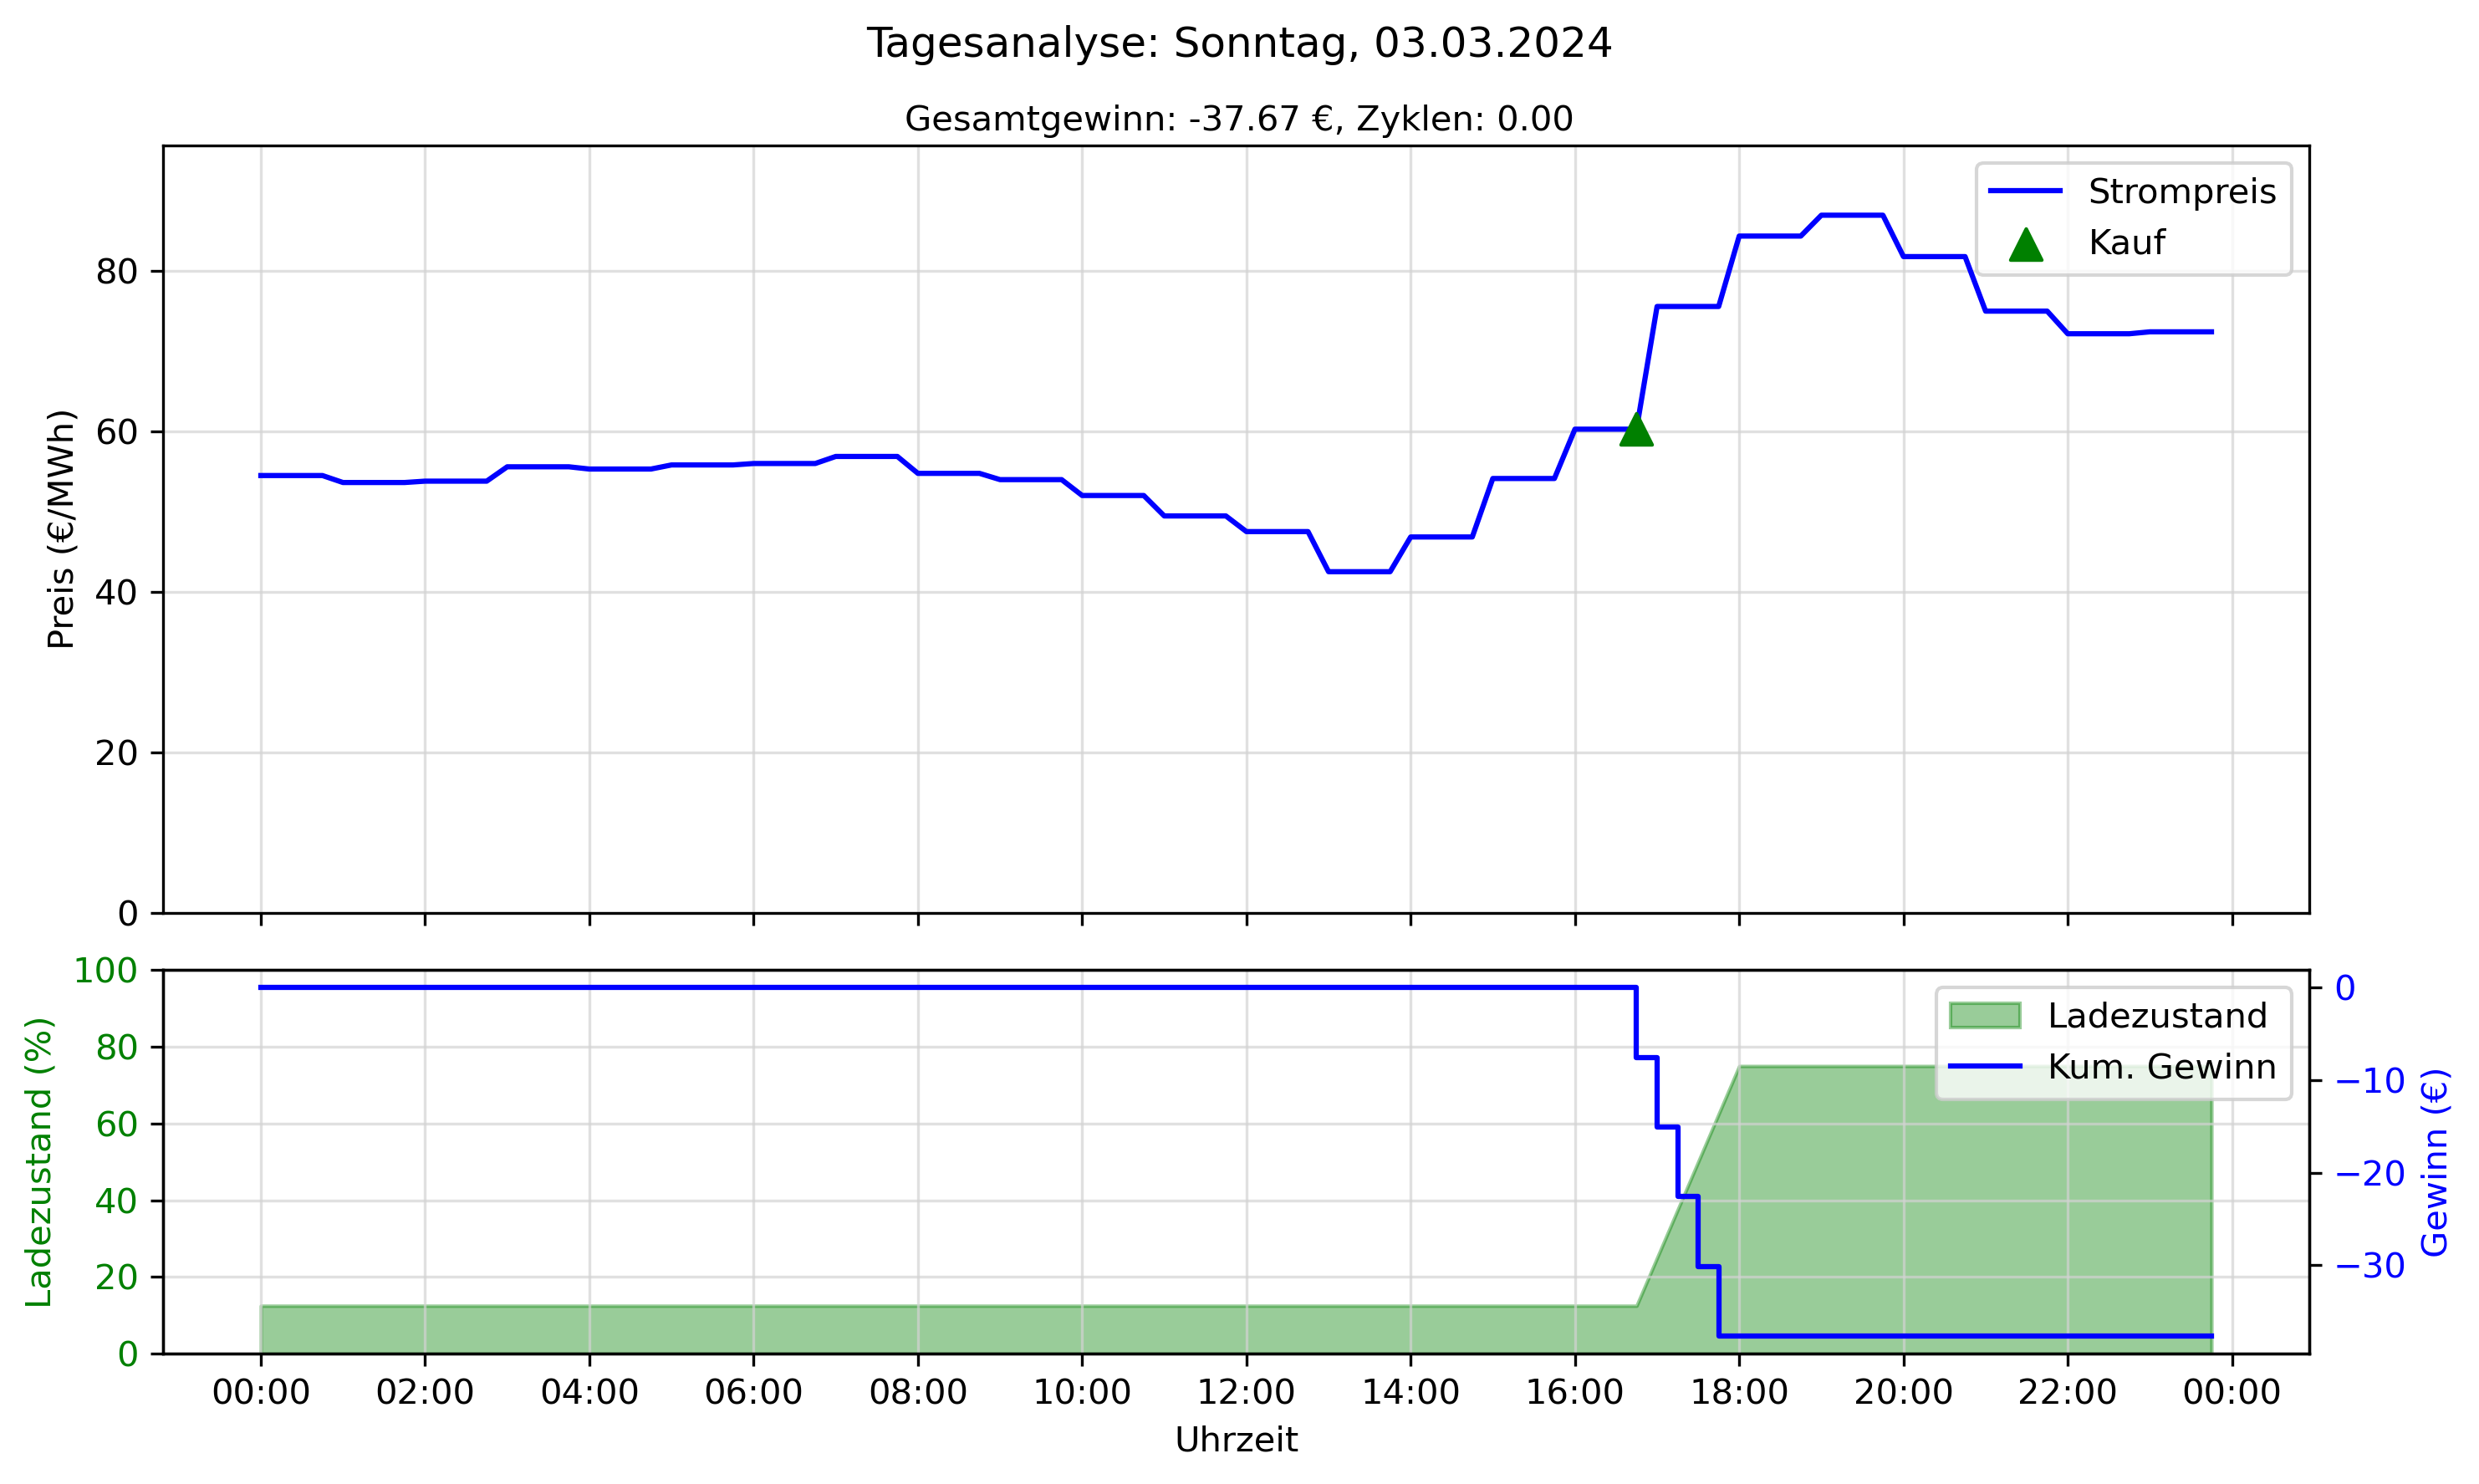 Tagesanalyse: Sonntag, 03.03.2024
Gesamtgewinn: -37.67 €, Zyklen: 0.00
Preis (€/MWh)
80
60
40
20
0
Strompreis
Kauf
Ladezustand (%)
100
80
60
40
20
0
Ladezustand
Kum. Gewinn
0
−10
−20
−30
Gewinn (€)
00:00 02:00 04:00 06:00 08:00 10:00 12:00 14:00 16:00 18:00 20:00 22:00 00:00
Uhrzeit